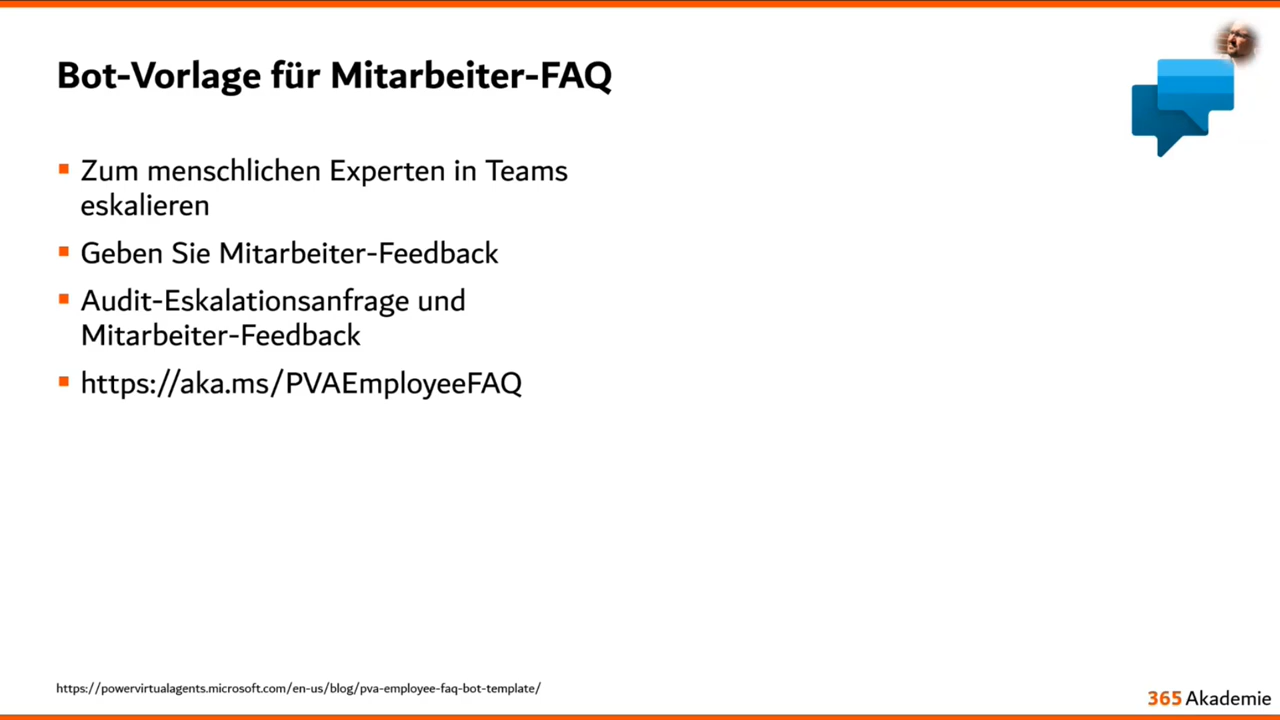 Bot-Vorlage für Mitarbeiter-FAQ
Zum menschlichen Experten in Teams
eskalieren
Geben Sie Mitarbeiter-Feedback
Audit-Eskalationsanfrage und
Mitarbeiter-Feedback
https://aka.ms/PVAEmployeeFAQ
https://powervirtualagents.microsoft.com/en-us/blog/pva-employee-faq-bot-template/
365 Akademie